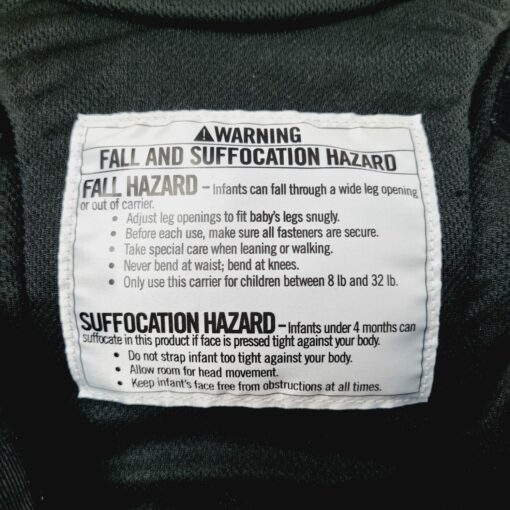 ⚠WARNING
FALL AND SUFFOCATION HAZARD
FALL HAZARD – Infants can fall through a wide leg opening
or out of carrier.
• Adjust leg openings to fit baby's legs snugly.
• Before each use, make sure all fasteners are secure.
• Take special care when leaning or walking.
• Never bend at waist; bend at knees.
• Only use this carrier for children between 8 lb and 32 lb.
SUFFOCATION HAZARD – Infants under 4 months can
suffocate in this product if face is pressed tight against your body.
• Do not strap infant too tight against your body.
• Allow room for head movement.
• Keep infant's face free from obstructions at all times.